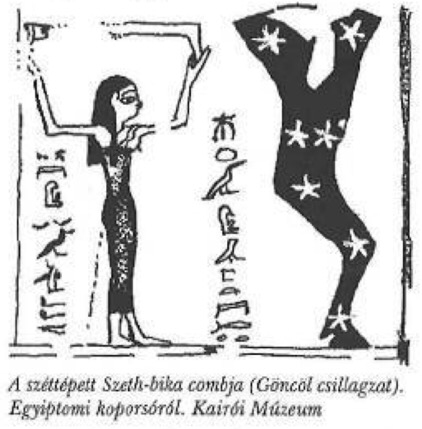 A széttépett Szeth-bika combja (Göncöl csillagzat).
Egyiptomi koporsóról. Kairói Múzeum